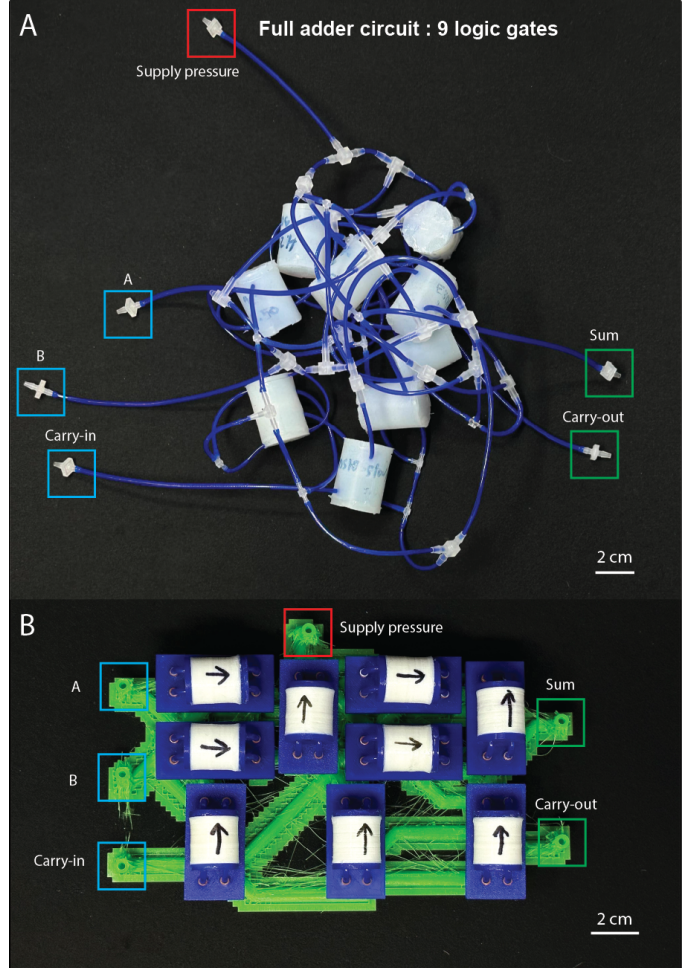 A
Full adder circuit : 9 logic gates
Supply pressure
A
B
Carry-in
Sum
Carry-out
2 cm
B
Supply pressure
A
B
Carry-in
Sum
Carry-out
2 cm